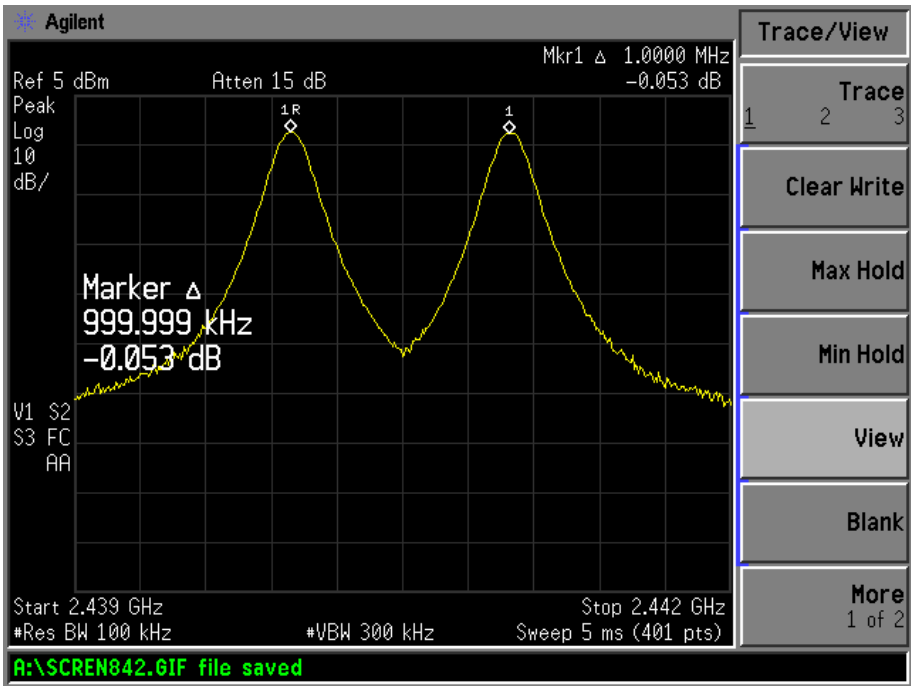 Agilent
Trace/View
Mkr1 Δ 1.0000 MHz
Ref 5 dBm Atten 15 dB -0.053 dB
Peak
Log
10
dB/
1R
1
Marker Δ
999.999 kHz
-0.053 dB
V1 S2
S3 FC
AA
Start 2.439 GHz Stop 2.442 GHz
#Res BW 100 kHz #VBW 300 kHz Sweep 5 ms (401 pts)
A:\SCREN842.GIF file saved
Trace
1 2 3
Clear Write
Max Hold
Min Hold
View
Blank
More
1 of 2